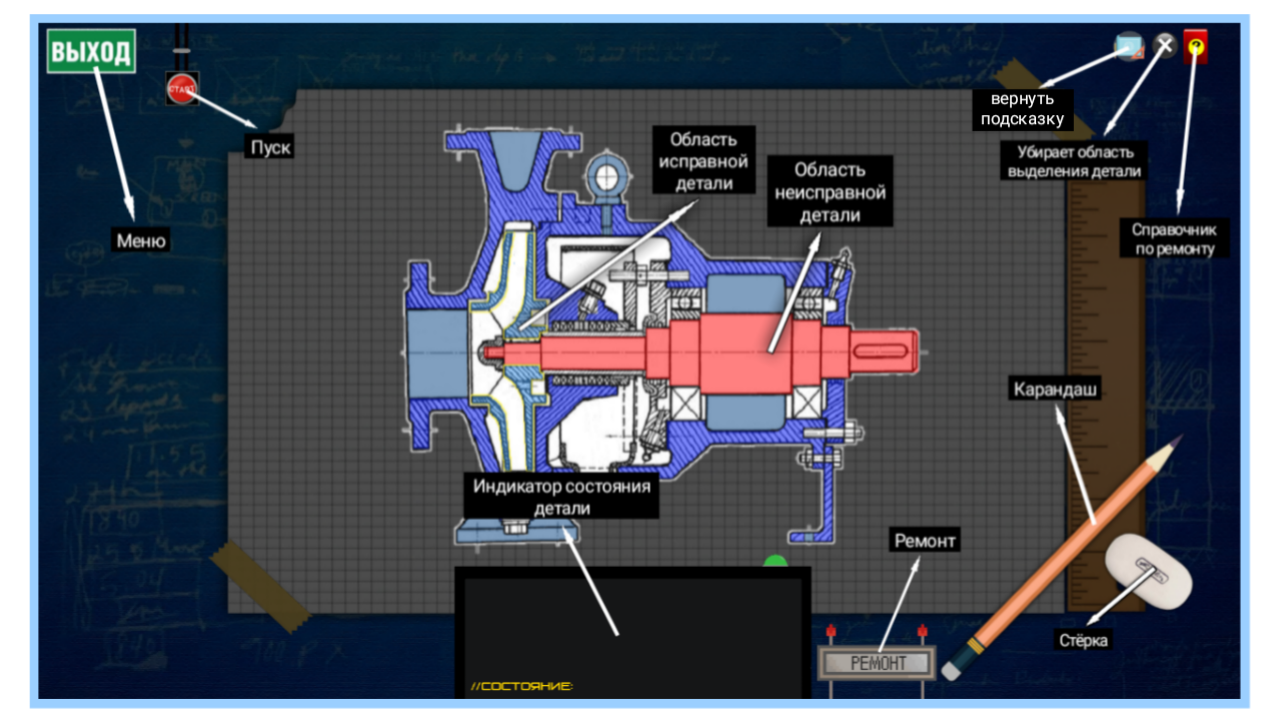 ВЫХОД
START
Пуск
Меню
Область
исправной
детали
Область
неисправной
детали
вернуть
подсказку
Убирает область
выделения детали
Справочник
по ремонту
Карандаш
Индикатор состояния
детали
Ремонт
Стёрка
РЕМОНТ
//СОСТОЯНИЕ: